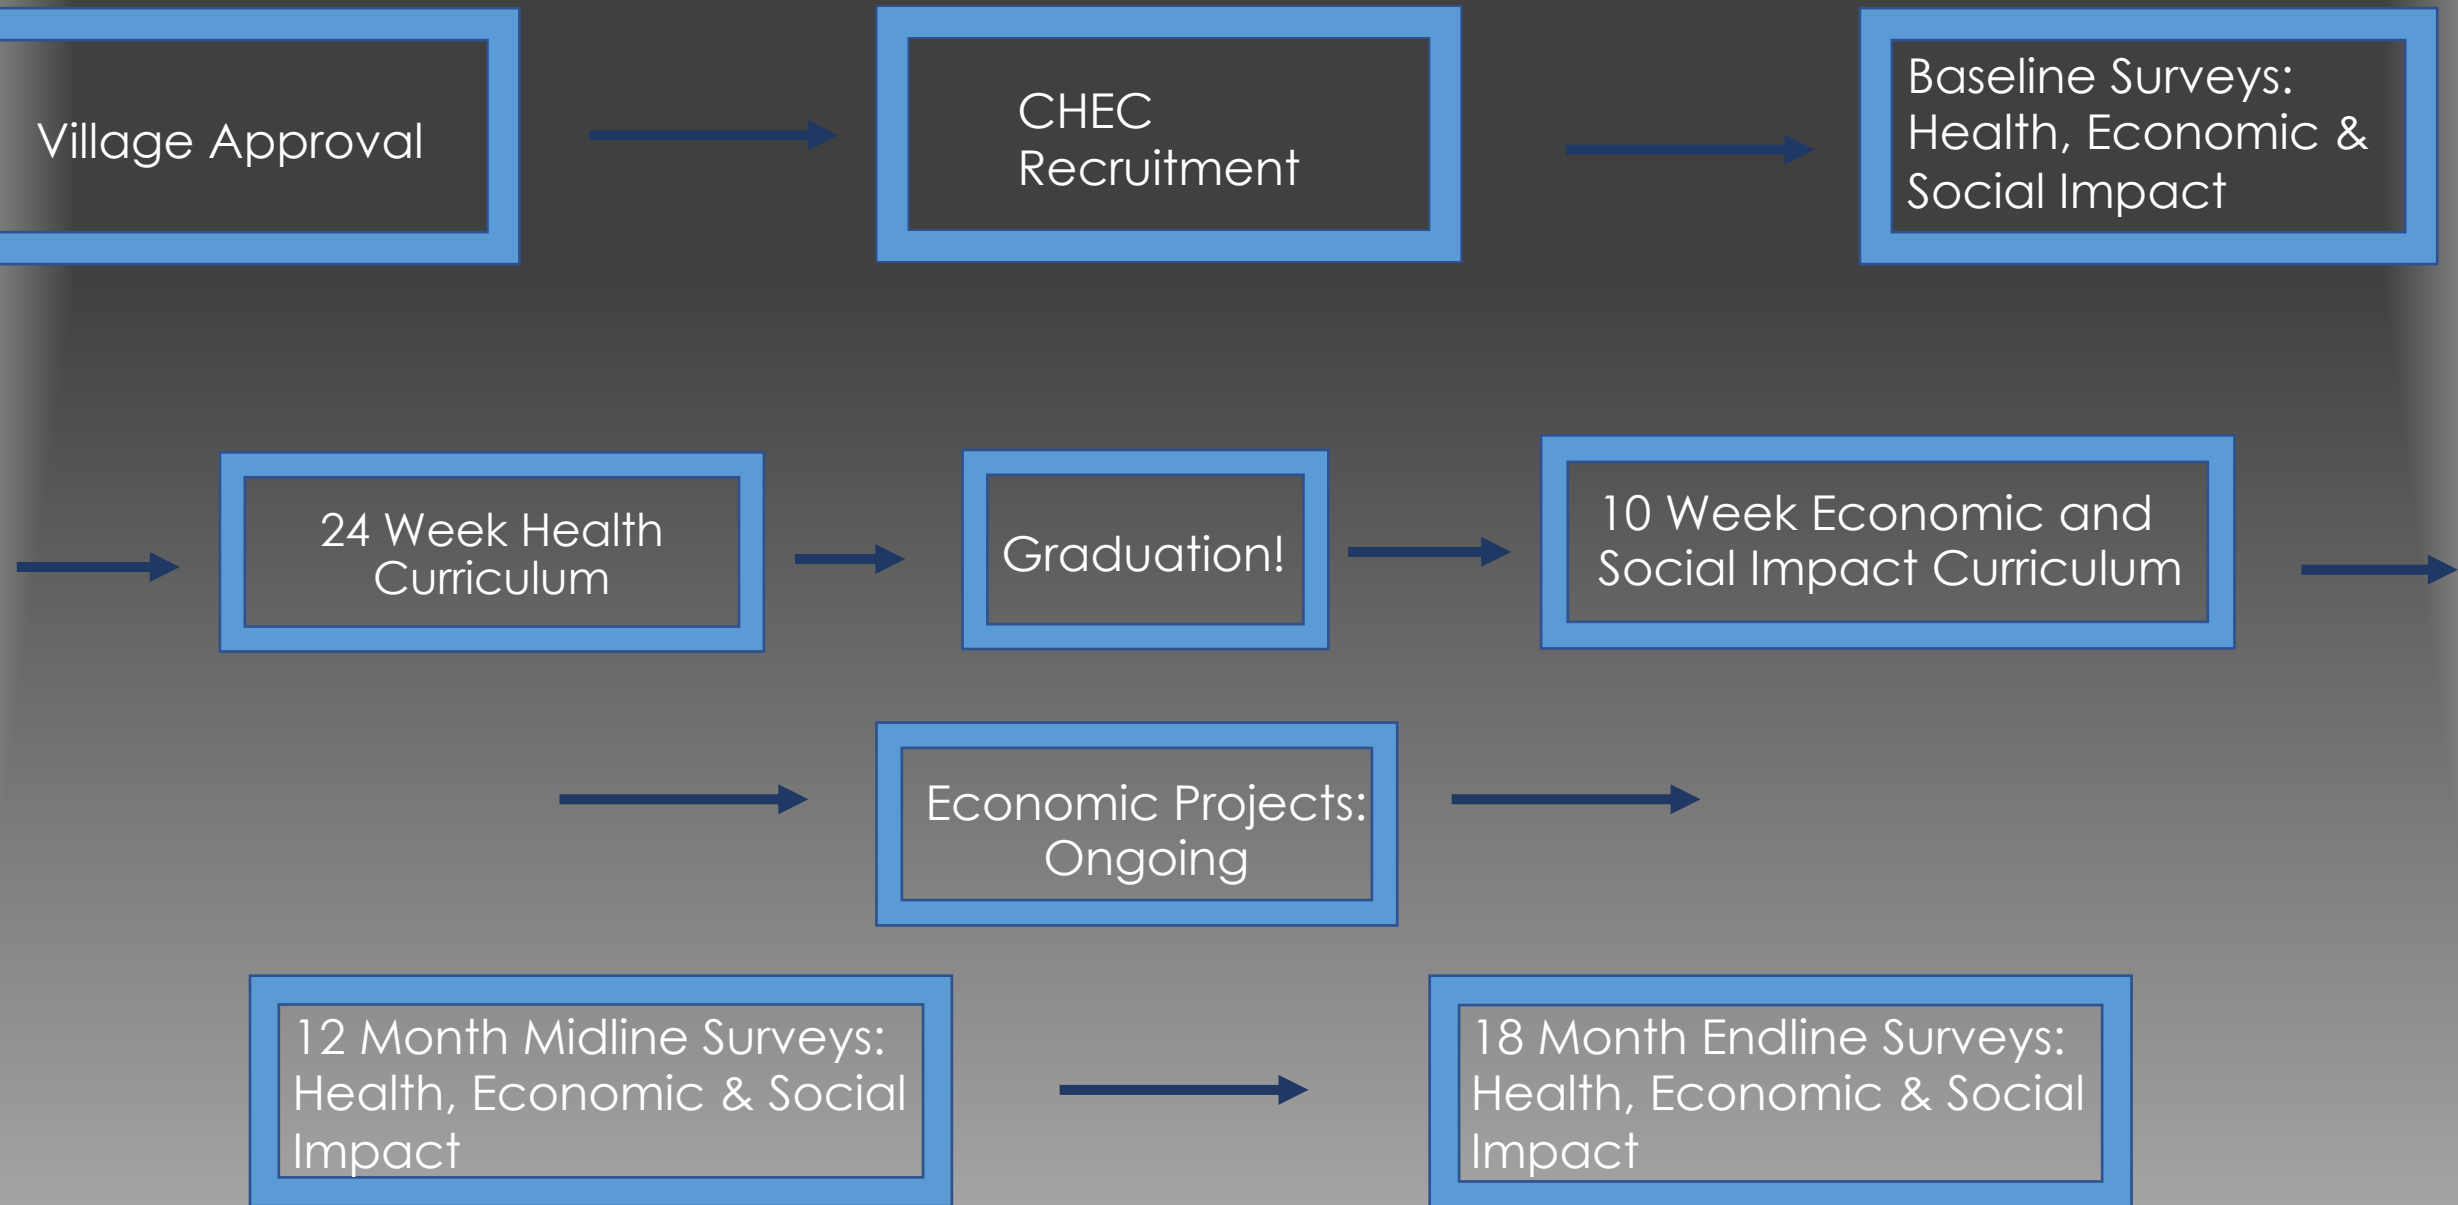 Village Approval
CHEC
Recruitment
Baseline Surveys:
Health, Economic &
Social Impact
24 Week Health
Curriculum
Graduation!
10 Week Economic and
Social Impact Curriculum
Economic Projects:
Ongoing
12 Month Midline Surveys:
Health, Economic & Social
Impact
18 Month Endline Surveys:
Health, Economic & Social
Impact